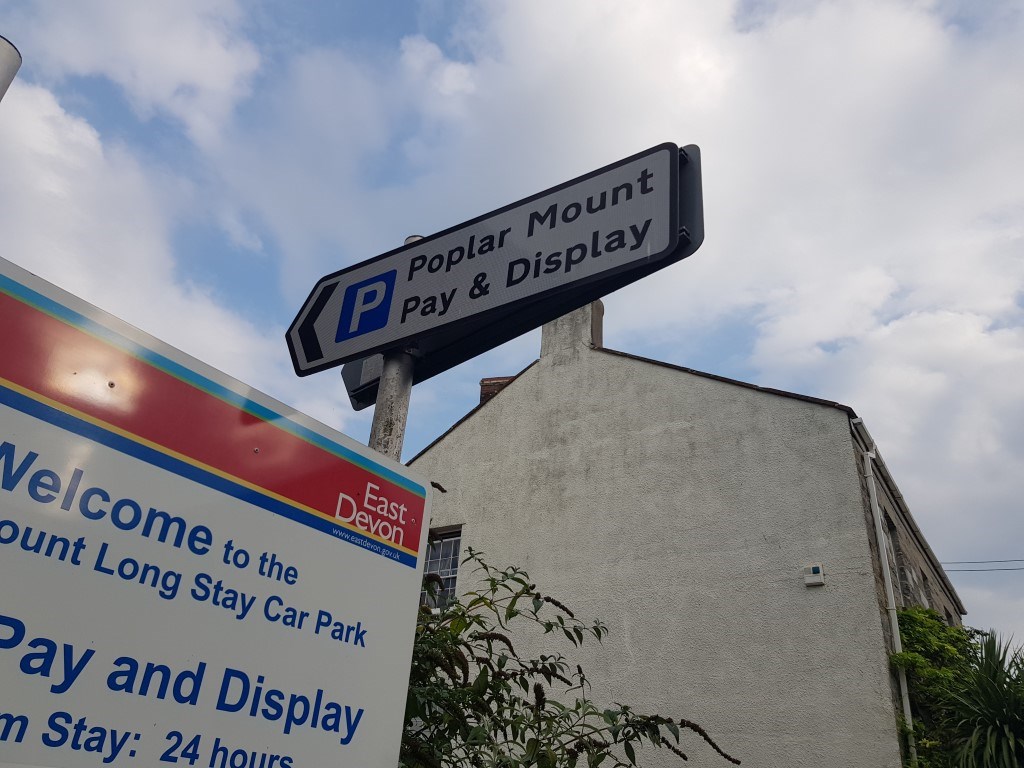 Poplar Mount
P Pay & Display
East
Devon
www.eastdevon.gov.uk
Welcome to the
ount Long Stay Car Park
Pay and Display
m Stay: 24 hours